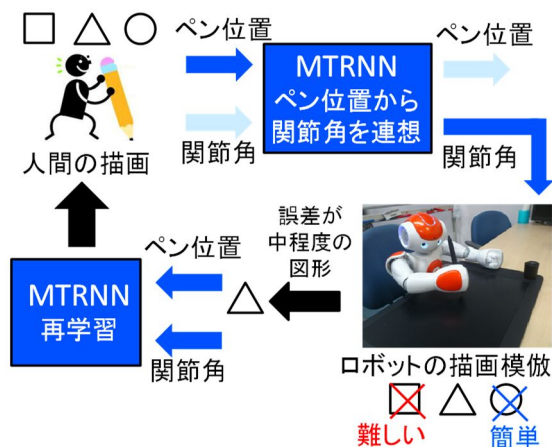 ペン位置
関節角
人間の描画
MTRNN
ペン位置から
関節角を連想
ペン位置
関節角
誤差が
中程度の
図形
ペン位置
関節角
MTRNN
再学習
ロボットの描画模倣
難しい
簡単